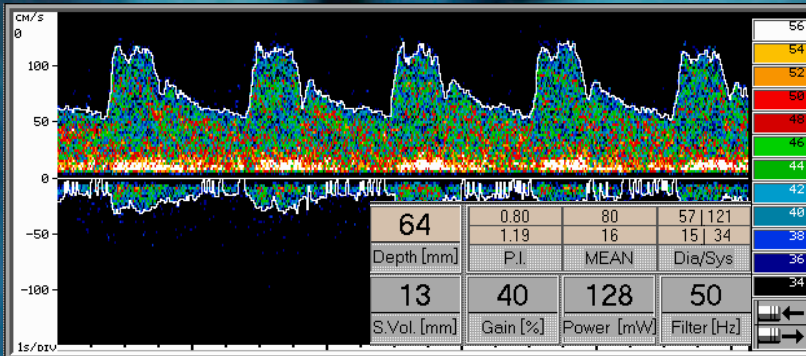 CM/S
0
100
50
0
-50
-100
1s/DIV
56
54
52
50
48
46
44
42
40
38
36
34
64
Depth [mm]
0.80 80 57 | 121
1.19 16 15 | 34
P.I. MEAN Dia/Sys
13 40 128 50
S.Vol. [mm] Gain [%] Power [mW] Filter [Hz]